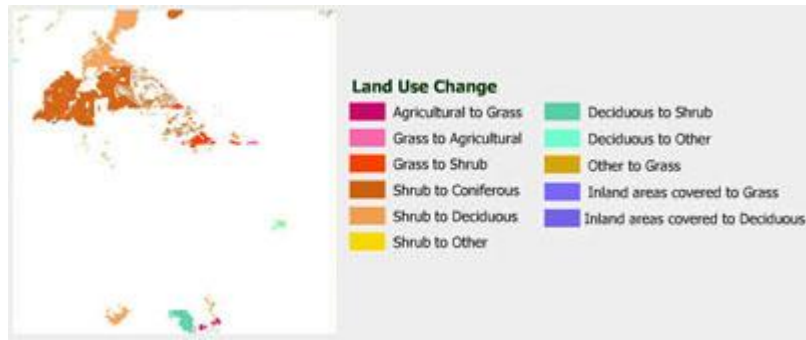 Land Use Change
Agricultural to Grass
Grass to Agricultural
Grass to Shrub
Shrub to Coniferous
Shrub to Deciduous
Shrub to Other
Deciduous to Shrub
Deciduous to Other
Other to Grass
Inland areas covered to Grass
Inland areas covered to Deciduous